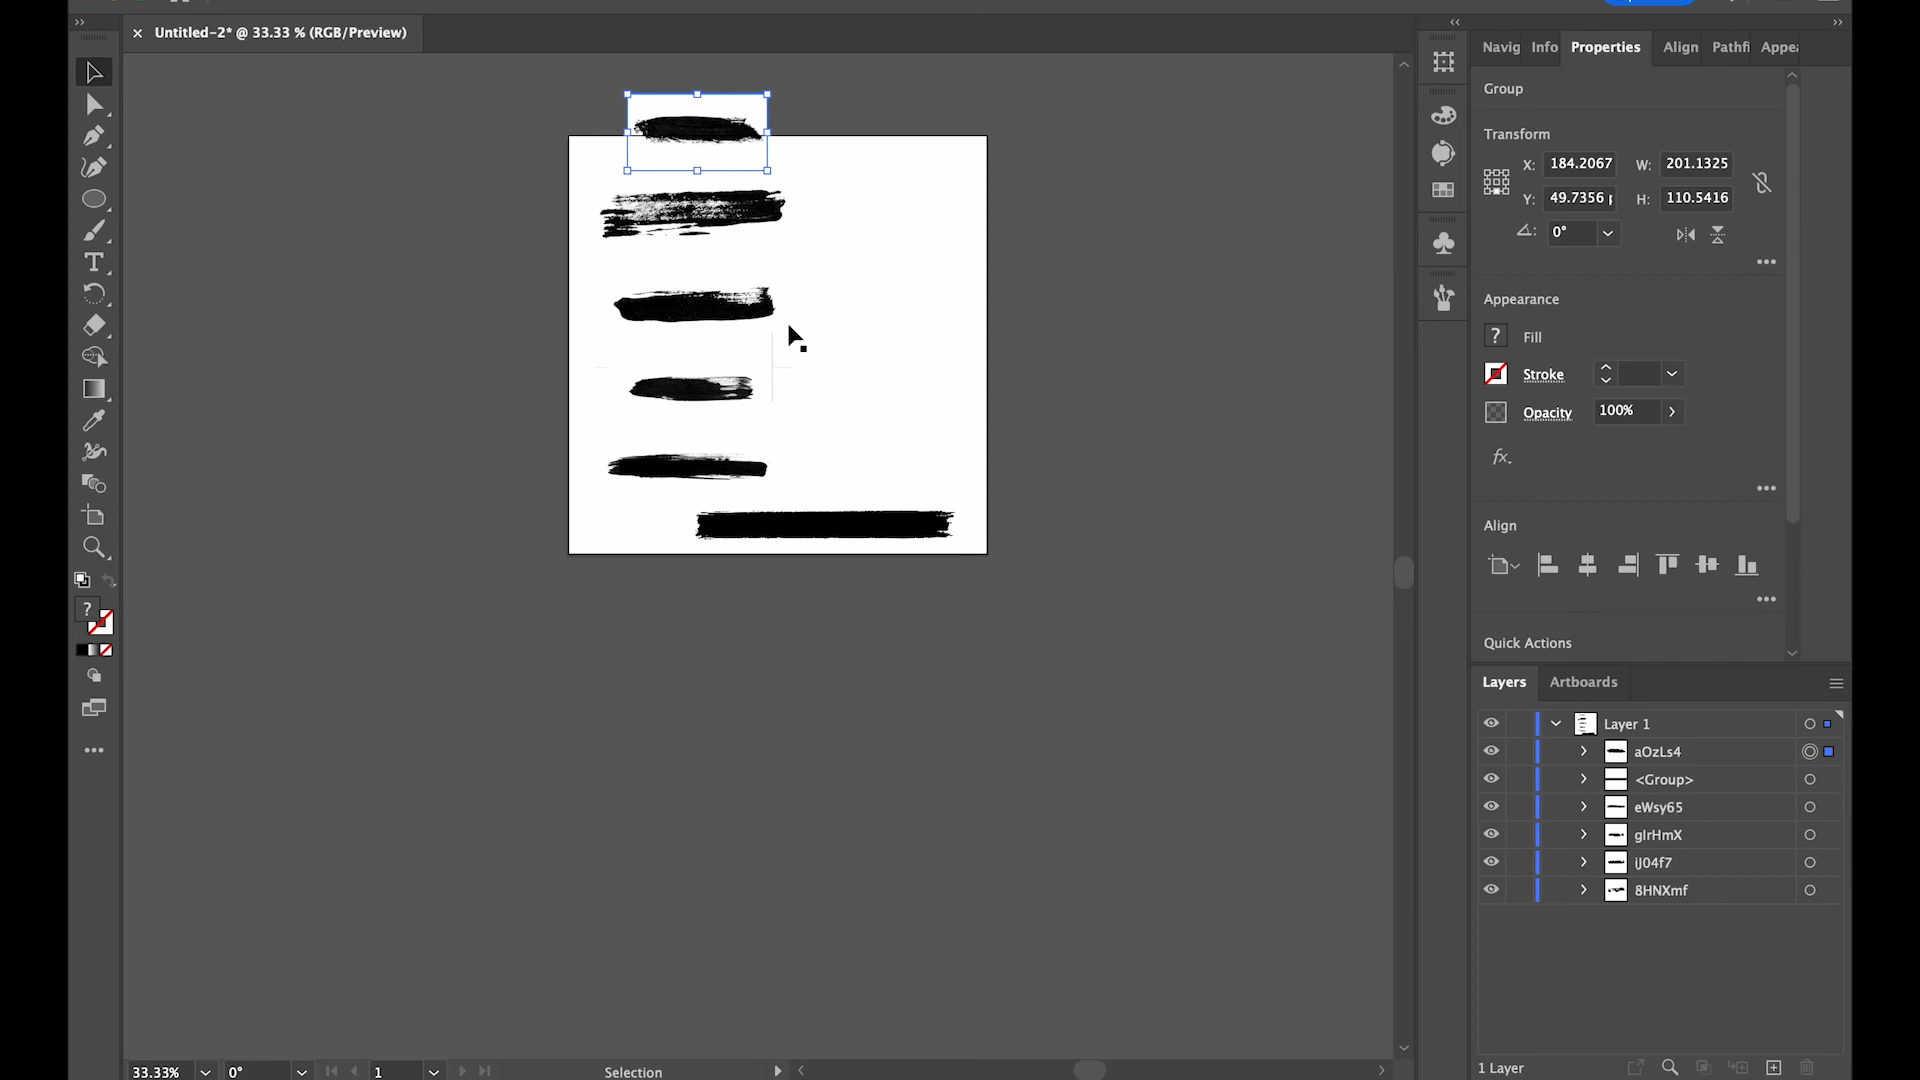 Untitled-2* @ 33.33 % (RGB/Preview)
Navig Info Properties Align Pathfi Appea
Group
Transform
X: 184.2067 W: 201.1325
Y: 49.7356 p H: 110.5416
0°
Appearance
? Fill
Stroke
Opacity 100%
fx.
Align
Quick Actions
Layers Artboards
Layer 1
aOzLs4
<Group>
eWsy65
gIrHmX
iJ04f7
8HNXmf
?
33.33% 0° 1 Selection
1 Layer